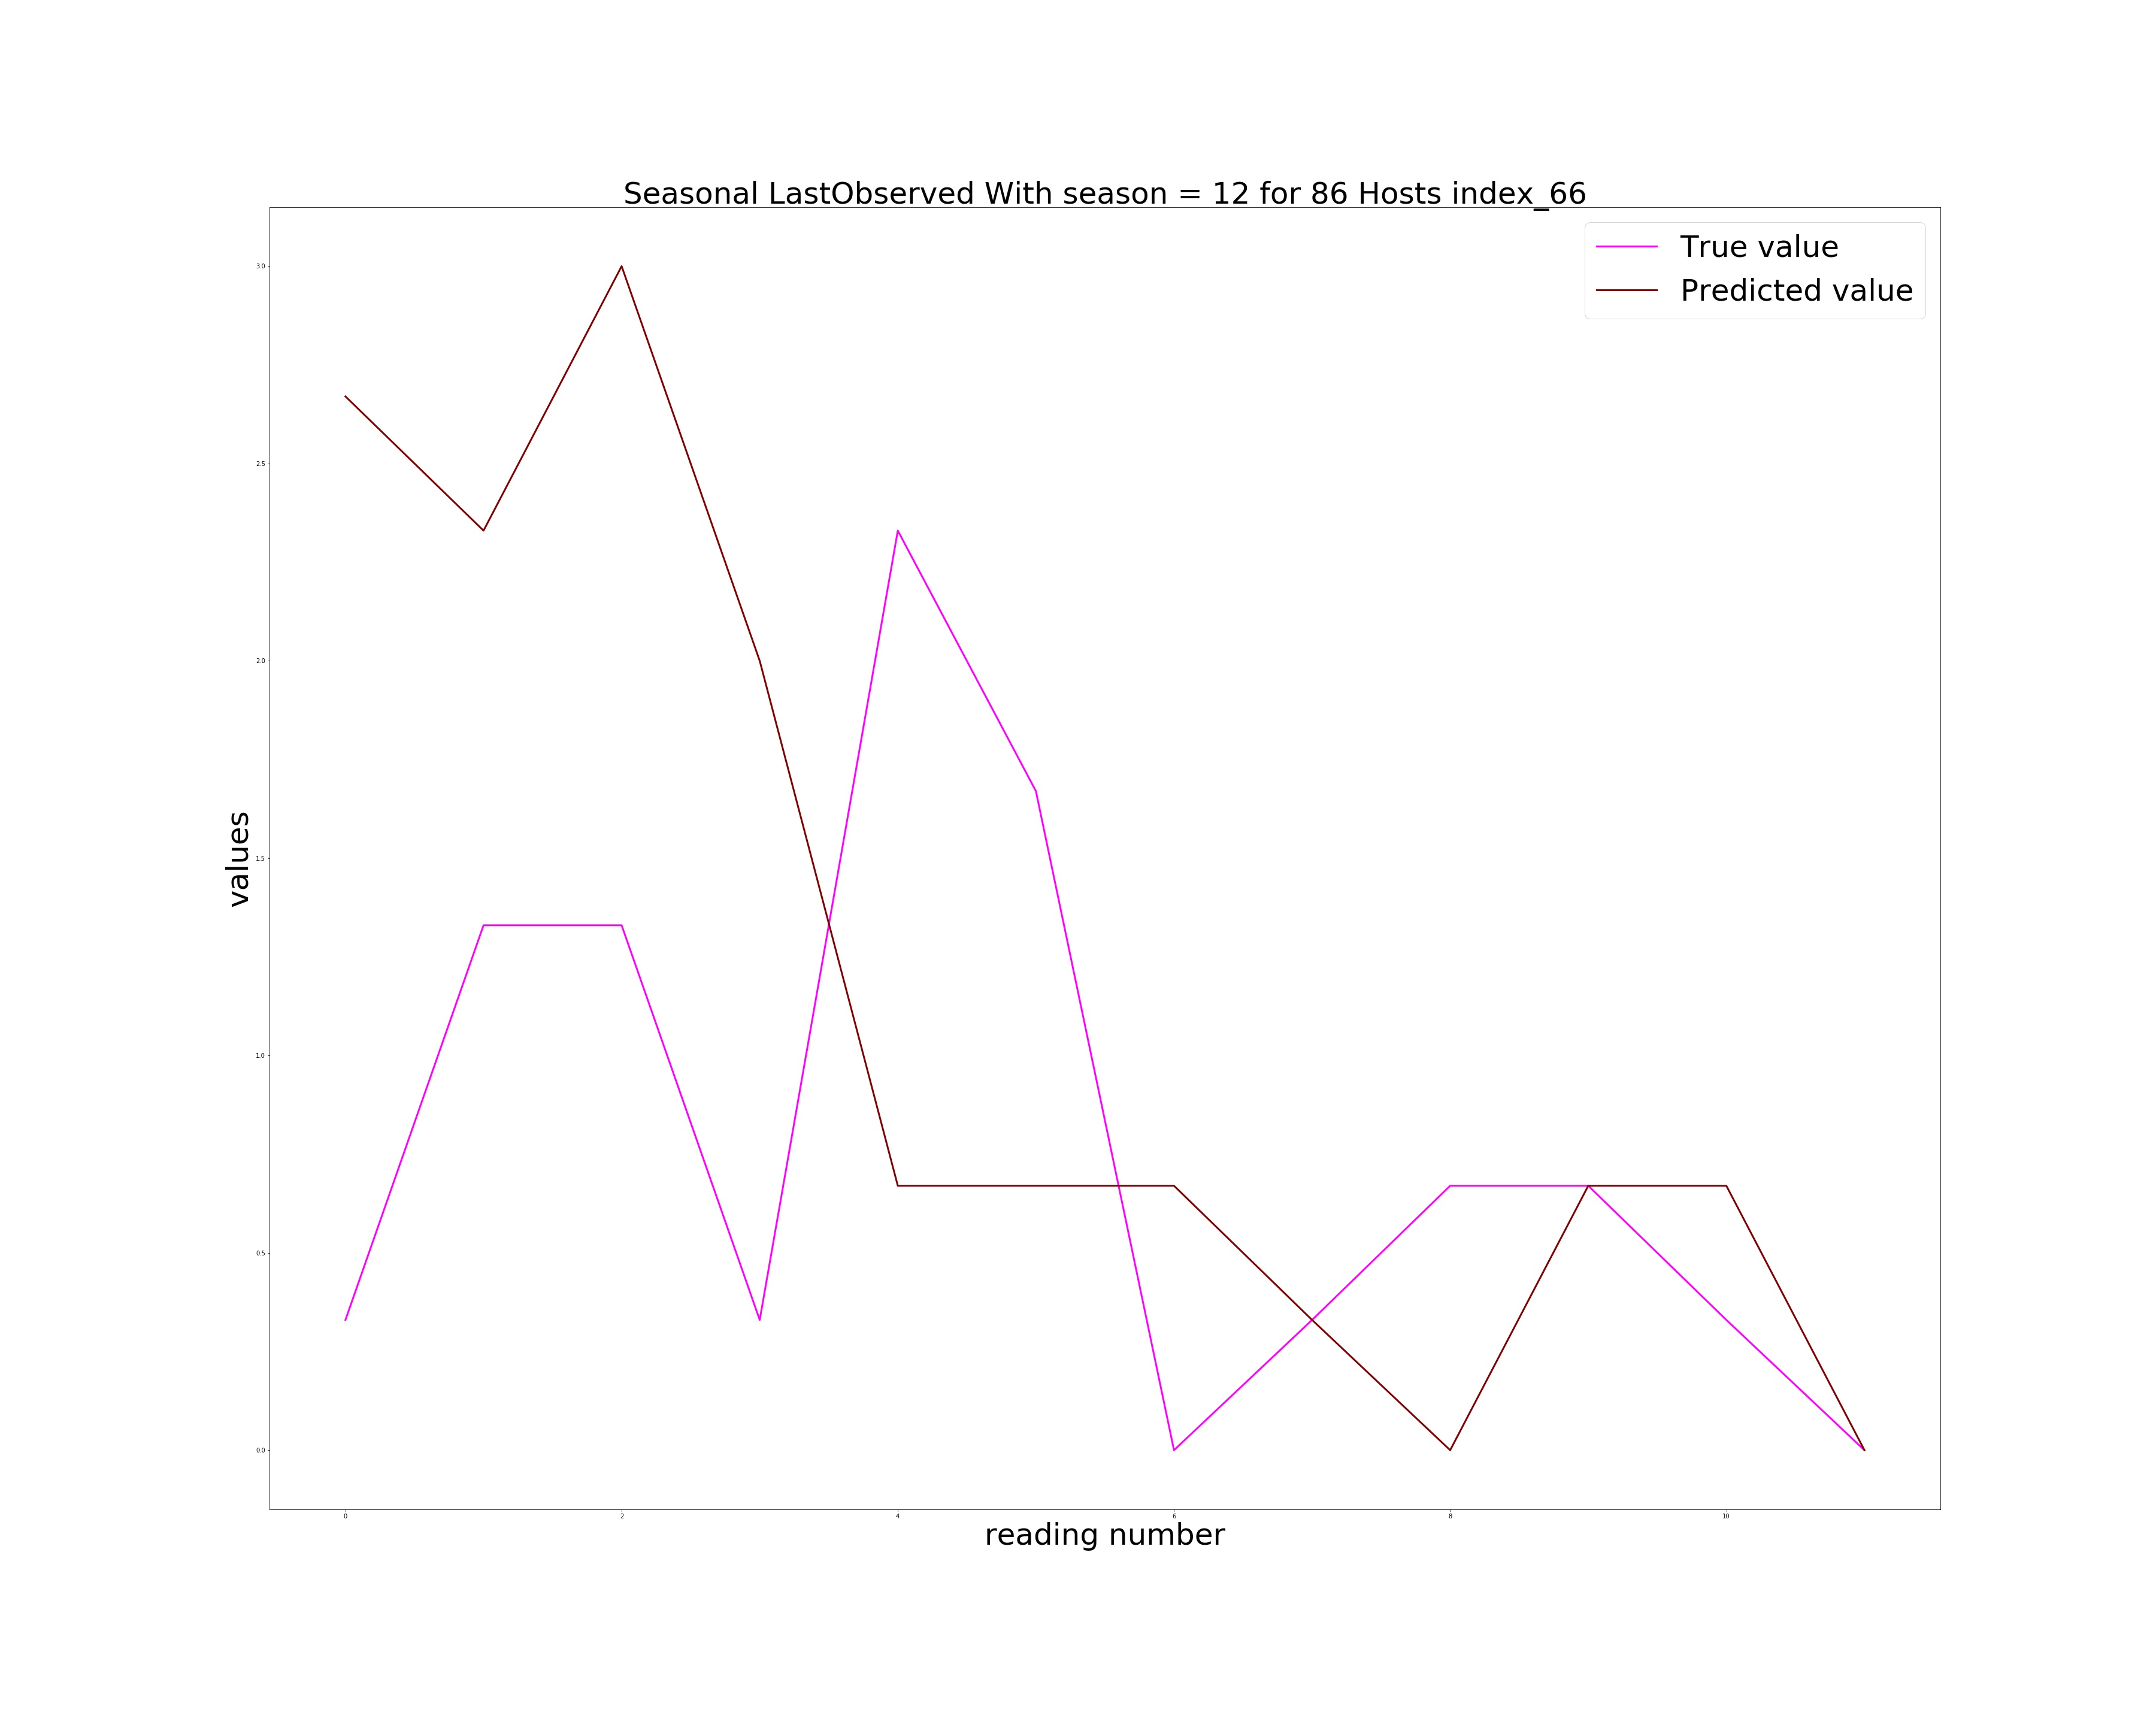 Seasonal LastObserved With season = 12 for 86 Hosts index_66
True value
Predicted value
3.0
2.5
2.0
1.5
1.0
0.5
0.0
values
0 2 4 6 8 10
reading number